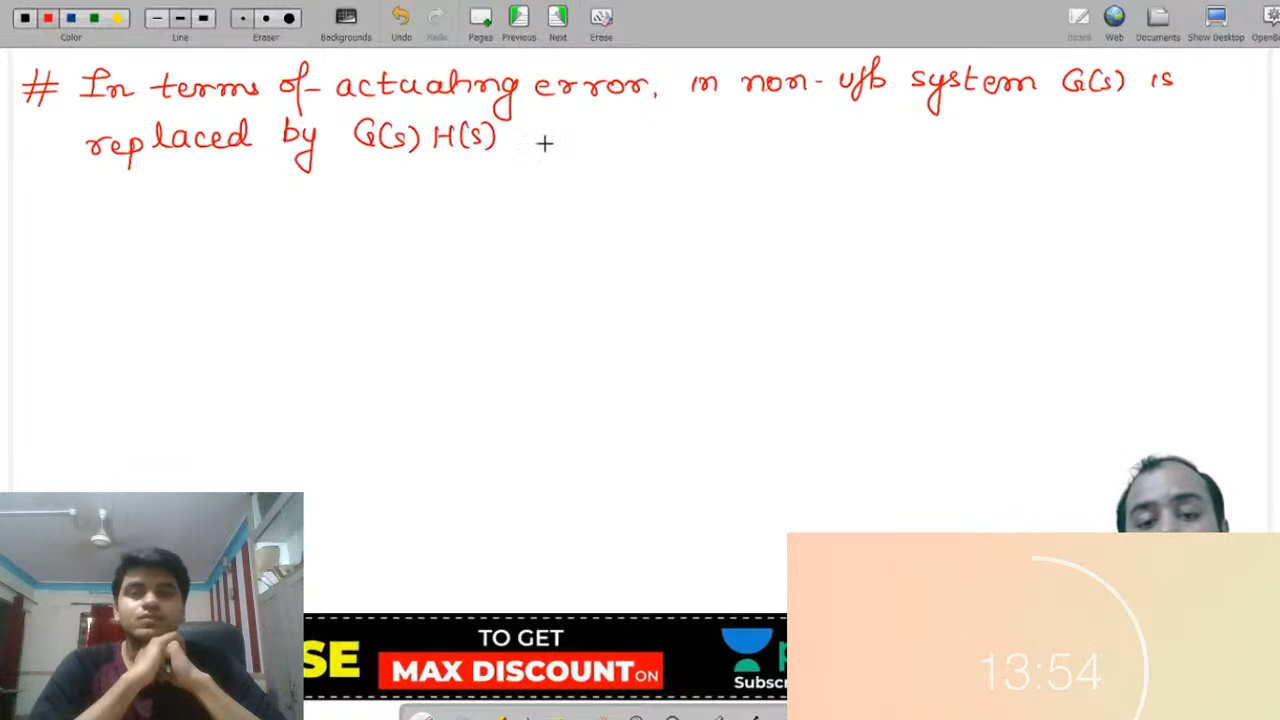 Color
Line
Eraser
Backgrounds
Undo
Redo
Pages
Previous
Next
Erase
Board
Web
Documents
Show Desktop
# In terms of actuating error, in non-ufb system G(s) is
replaced by G(s) H(s)
SE
TO GET
MAX DISCOUNT ON
Subsc
13:54